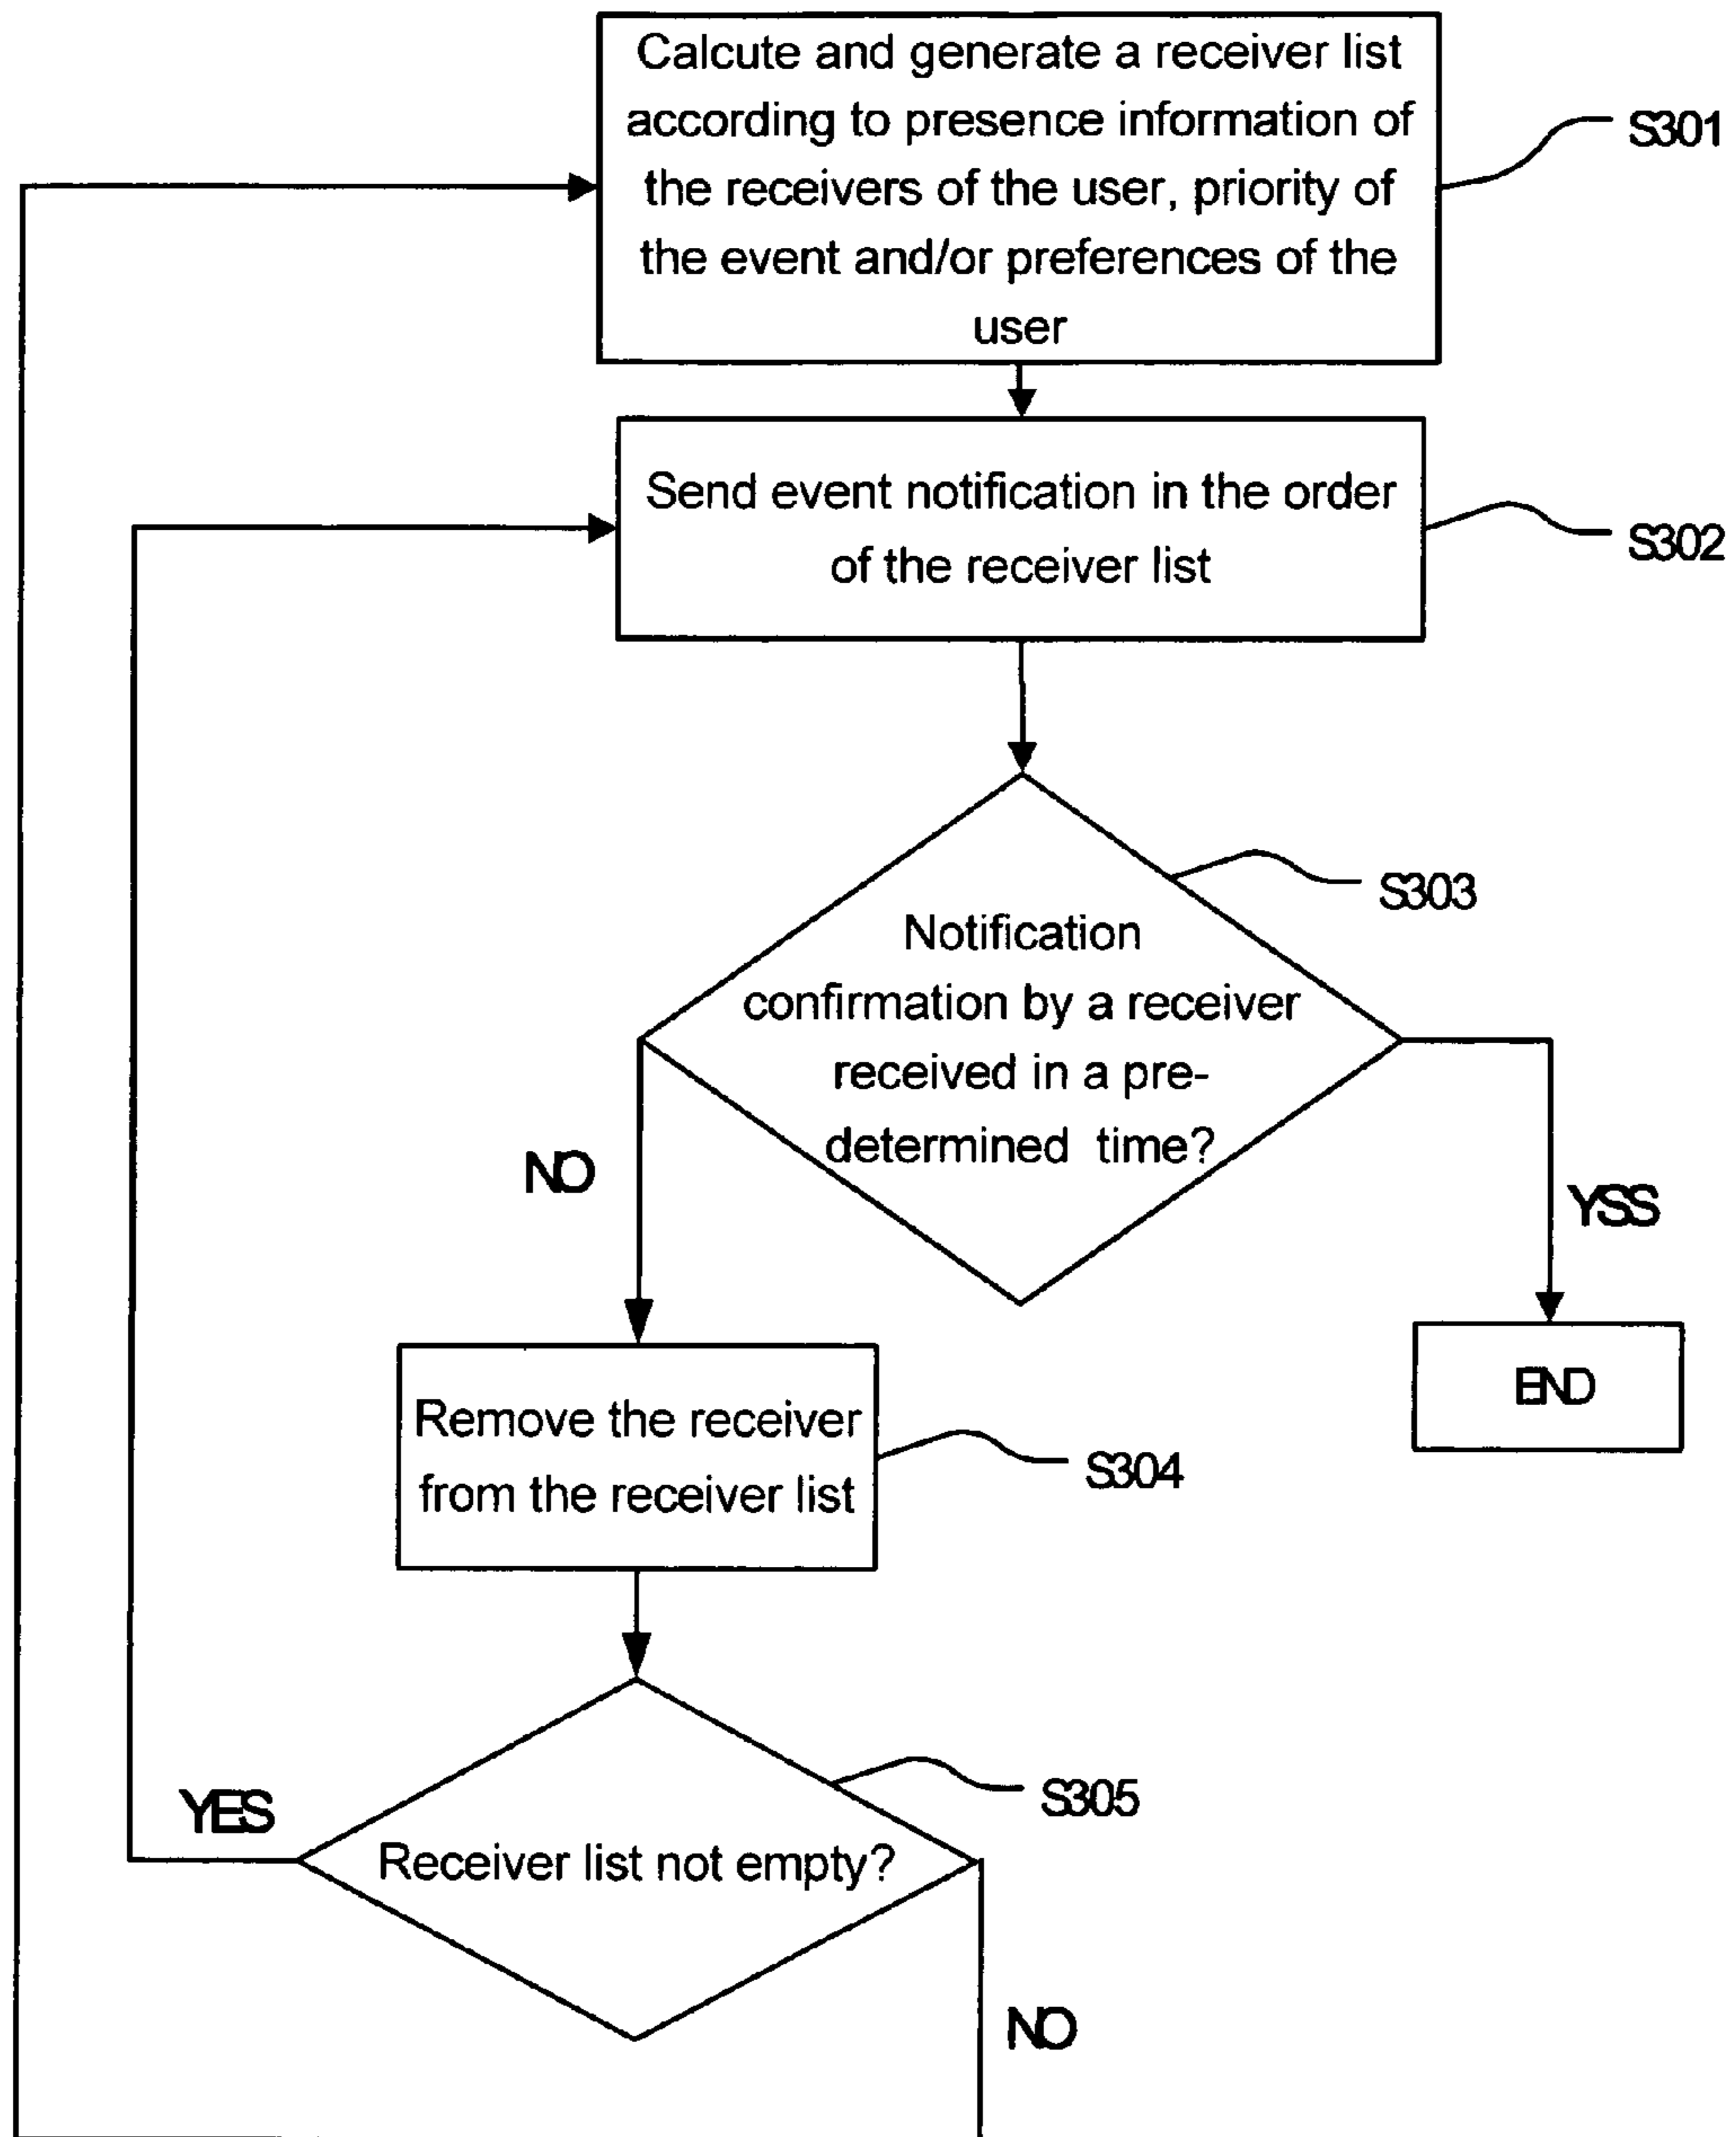 Calcute and generate a receiver list
according to presence information of
the receivers of the user, priority of
the event and/or preferences of the
user
S301
Send event notification in the order
of the receiver list
S302
S303
Notification
confirmation by a receiver
received in a pre-
determined time?
NO
YSS
END
Remove the receiver
from the receiver list
S304
S305
YES
Receiver list not empty?
NO